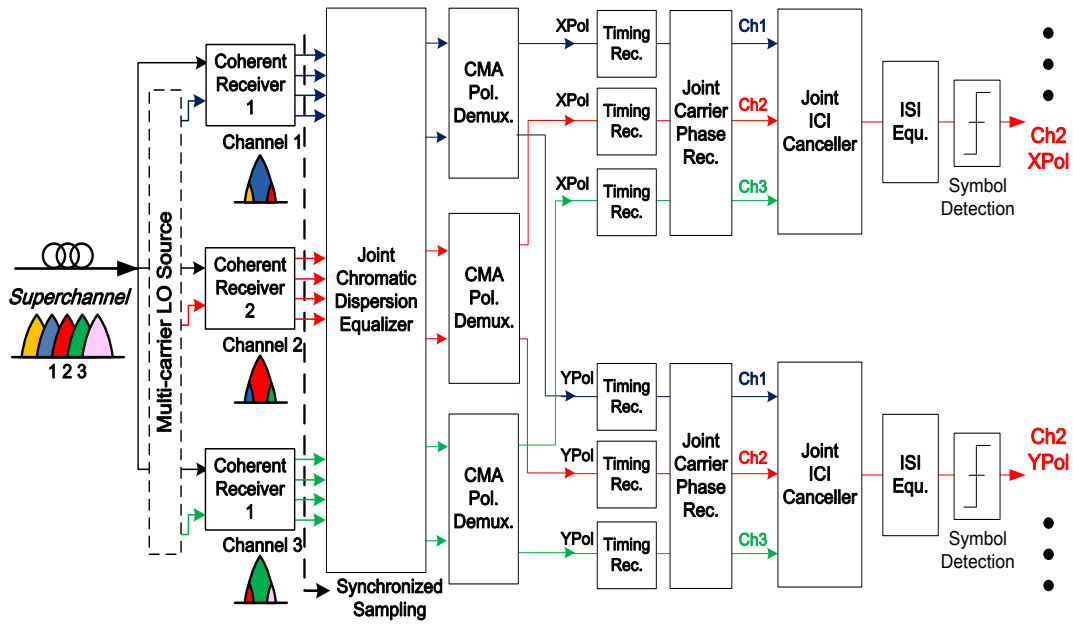 Superchannel
1 2 3
Multi-carrier LO Source
Coherent
Receiver
1
Channel 1
Coherent
Receiver
2
Channel 2
Coherent
Receiver
1
Channel 3
Synchronized
Sampling
Joint
Chromatic
Dispersion
Equalizer
CMA
Pol.
Demux.
CMA
Pol.
Demux.
CMA
Pol.
Demux.
XPol
Timing
Rec.
XPol
Timing
Rec.
XPol
Timing
Rec.
Joint
Carrier
Phase
Rec.
Ch1
Ch2
Ch3
Joint
ICI
Canceller
ISI
Equ.
Symbol
Detection
Ch2
XPol
YPol
Timing
Rec.
YPol
Timing
Rec.
YPol
Timing
Rec.
Joint
Carrier
Phase
Rec.
Ch1
Ch2
Ch3
Joint
ICI
Canceller
ISI
Equ.
Symbol
Detection
Ch2
YPol